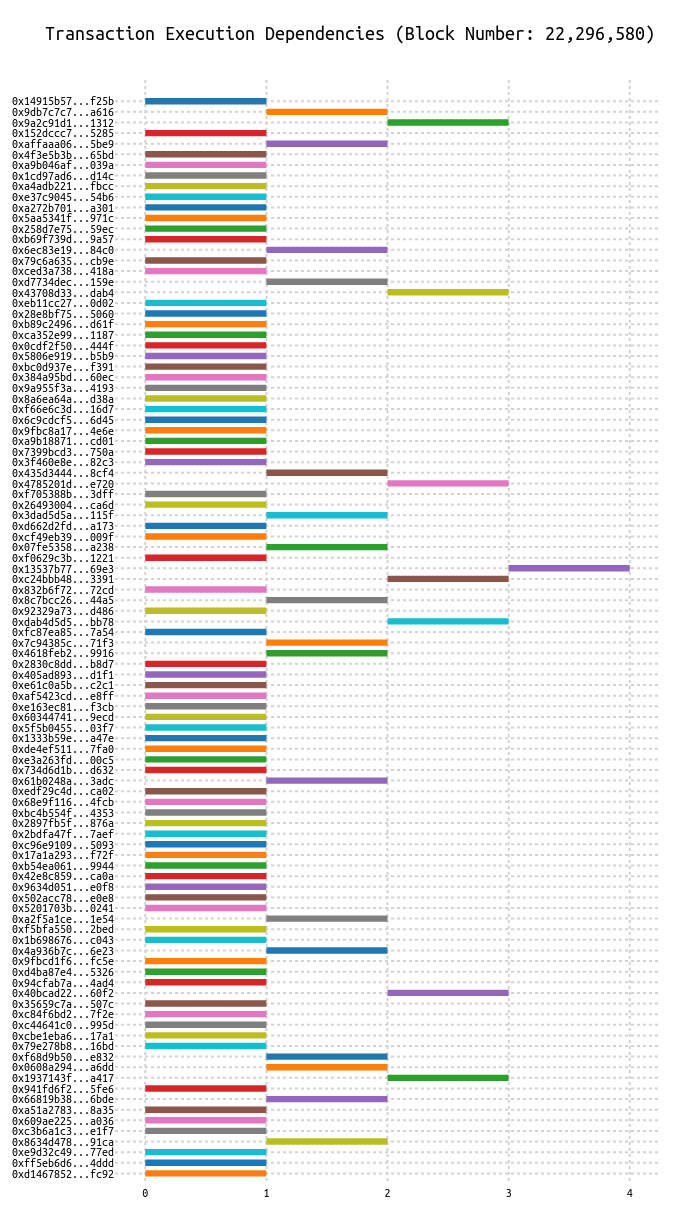 Transaction Execution Dependencies (Block Number: 22,296,580)
0x14915b57...f25b
0x9db7c7c7...a616
0x9a2c91d1...1312
0x152dccc7...5285
0xaffaaa06...5be9
0x4f3e5b3b...65bd
0xa9b046af...039a
0x1cd97ad6...d14c
0xa4adb221...fbcc
0xe37c9045...54b6
0xa272b701...a301
0x5aa5341f...971c
0x258d7e75...59ec
0xb69f739d...9a57
0x6ec83e19...84c0
0x79c6a635...cb9e
0xced3a738...418a
0xd7734dec...159e
0x43708d33...dab4
0xeb11cc27...0d02
0x28e8bf75...5060
0xb89c2496...d61f
0xca352e99...1187
0x0cdf2f50...444f
0x5806e919...b5b9
0xbc0d937e...f391
0x384a95bd...60ec
0x9a955f3a...4193
0x8a6ea64a...d38a
0xf66e6c3d...16d7
0x6c9cdcf5...6d45
0x9fbc8a17...4e6e
0xa9b18871...cd01
0x7399bcd3...750a
0x3f460e8e...82c3
0x435d3444...8cf4
0x4785201d...e720
0xf705388b...3dff
0x26493004...ca6d
0x3dad5d5a...115f
0xd662d2fd...a173
0xcf49eb39...009f
0x07fe5358...a238
0xf0629c3b...1221
0x13537b77...69e3
0xc24bbb48...3391
0x832b6f72...72cd
0x8c7bcc26...44a5
0x92329a73...d486
0xdab4d5d5...bb78
0xfc87ea85...7a54
0x7c94385c...71f3
0x4618feb2...9916
0x2830c8dd...b8d7
0x405ad893...d1f1
0xe61c0a5b...c2c1
0xaf5423cd...e8ff
0xe163ec81...f3cb
0x60344741...9ecd
0x5f5b0455...03f7
0x1333b59e...a47e
0xde4ef511...7fa0
0xe3a263fd...00c5
0x734d6d1b...d632
0x61b0248a...3adc
0xedf29c4d...ca02
0x68e9f116...4fcb
0xbc4b554f...4353
0x2897fb5f...876a
0x2bdfa47f...7aef
0xc96e9109...5093
0x17a1a293...f72f
0xb54ea061...9944
0x42e8c859...ca0a
0x9634d051...e0f8
0x502acc78...e0e8
0x5201703b...0241
0xa2f5a1ce...1e54
0xf5bfa550...2bed
0x1b698676...c043
0x4a936b7c...6e23
0x9fbcd1f6...fc5e
0xd4ba87e4...5326
0x94cfab7a...4ad4
0x40bcad22...60f2
0x35659c7a...507c
0xc84f6bd2...7f2e
0xc44641c0...995d
0xcbe1eba6...17a1
0x79e278b8...16bd
0xf68d9b50...e832
0x0608a294...a6dd
0x1937143f...a417
0x941fd6f2...5fe6
0x66819b38...6bde
0xa51a2783...8a35
0x609ae225...a036
0xc3b6a1c3...e1f7
0x8634d478...91ca
0xe9d32c49...77ed
0xff5eb6d6...4ddd
0xd1467852...fc92
0 1 2 3 4